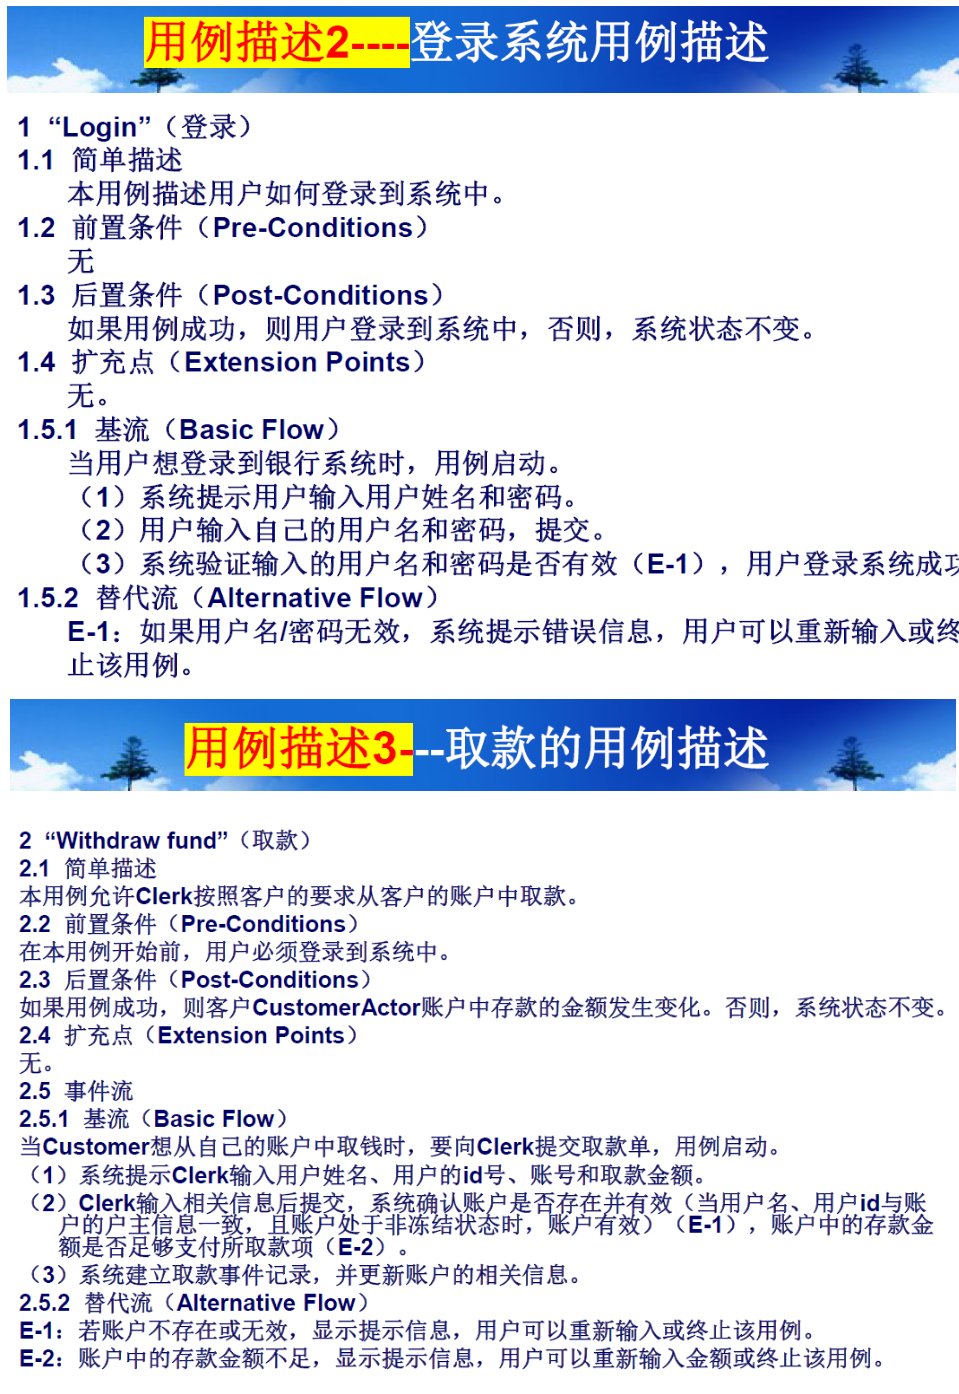 用例描述2----登录系统用例描述
1 “Login”（登录）
1.1 简单描述
本用例描述用户如何登录到系统中。
1.2 前置条件（Pre-Conditions）
无
1.3 后置条件（Post-Conditions）
如果用例成功，则用户登录到系统中，否则，系统状态不变。
1.4 扩充点（Extension Points）
无。
1.5.1 基流（Basic Flow）
当用户想登录到银行系统时，用例启动。
（1）系统提示用户输入用户姓名和密码。
（2）用户输入自己的用户名和密码，提交。
（3）系统验证输入的用户名和密码是否有效（E-1），用户登录系统成功
1.5.2 替代流（Alternative Flow）
E-1：如果用户名/密码无效，系统提示错误信息，用户可以重新输入或终
止该用例。
用例描述3---取款的用例描述
2 “Withdraw fund”（取款）
2.1 简单描述
本用例允许Clerk按照客户的要求从客户的账户中取款。
2.2 前置条件（Pre-Conditions）
在本用例开始前，用户必须登录到系统中。
2.3 后置条件（Post-Conditions）
如果用例成功，则客户CustomerActor账户中存款的金额发生变化。否则，系统状态不变。
2.4 扩充点（Extension Points）
无。
2.5 事件流
2.5.1 基流（Basic Flow）
当Customer想从自己的账户中取钱时，要向Clerk提交取款单，用例启动。
（1）系统提示Clerk输入用户姓名、用户的id号、账号和取款金额。
（2）Clerk输入相关信息后提交，系统确认账户是否存在并有效（当用户名、用户id与账
户的户主信息一致，且账户处于非冻结状态时，账户有效）（E-1），账户中的存款金
额是否足够支付所取款项（E-2）。
（3）系统建立取款事件记录，并更新账户的相关信息。
2.5.2 替代流（Alternative Flow）
E-1：若账户不存在或无效，显示提示信息，用户可以重新输入或终止该用例。
E-2：账户中的存款金额不足，显示提示信息，用户可以重新输入金额或终止该用例。